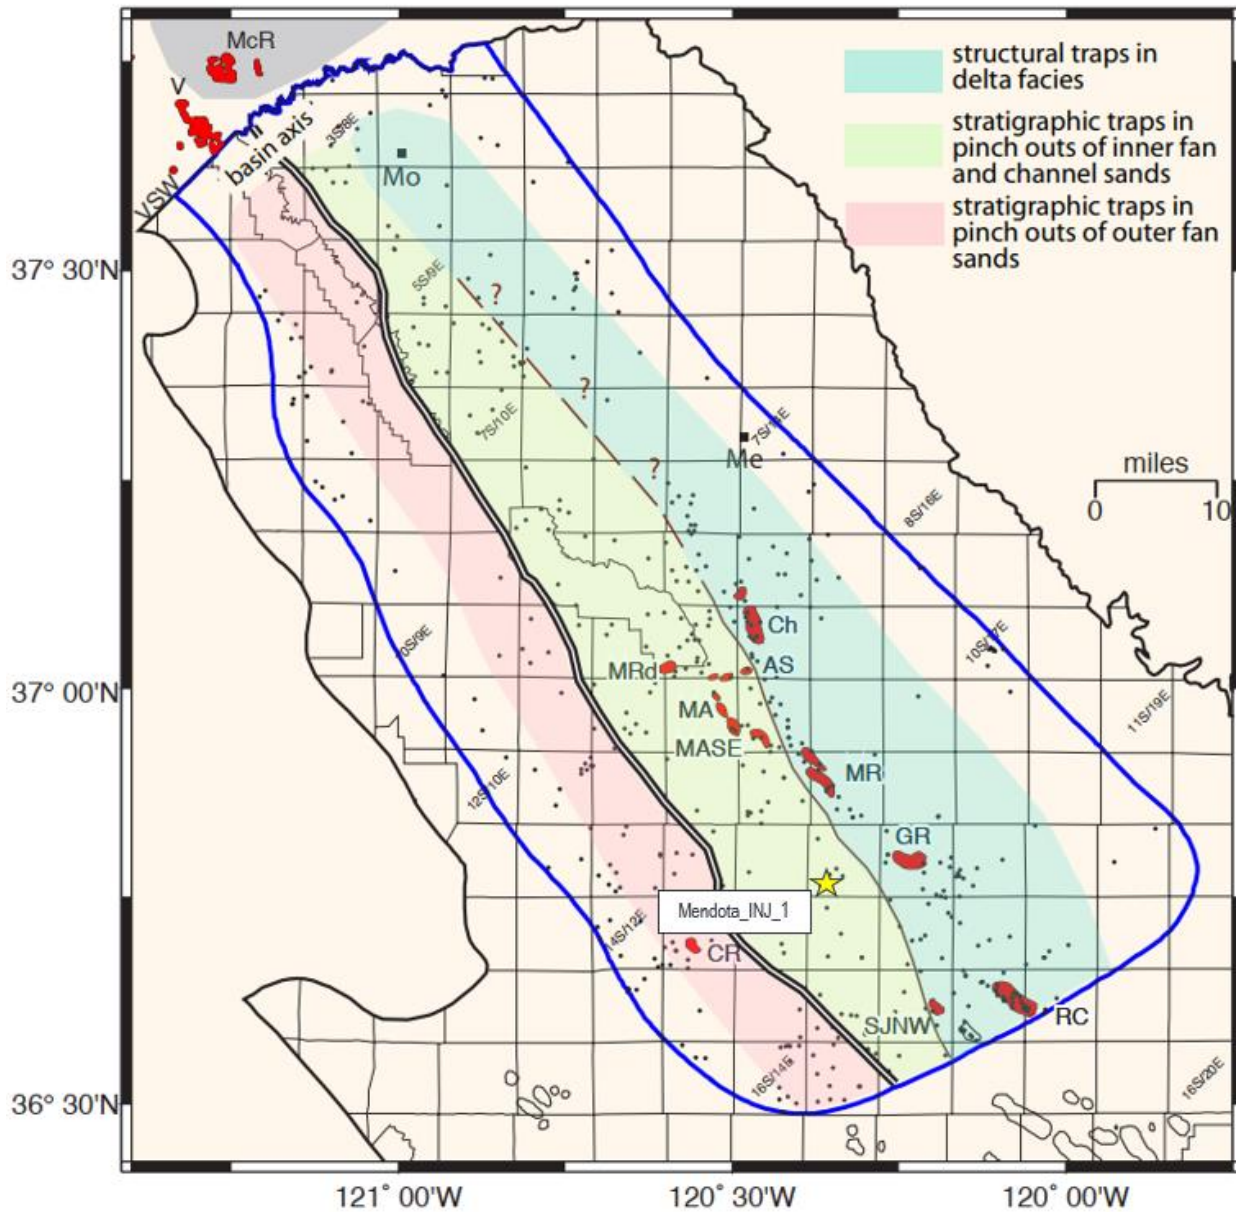 McR
V
VSW
basin axis
structural traps in
delta facies
stratigraphic traps in
pinch outs of inner fan
and channel sands
stratigraphic traps in
pinch outs of outer fan
sands
3S/8E
Mo
37° 30'N
5S/9E
?
?
7S/10E
7S/14E
Me
?
miles
0 10
8S/16E
Ch
10S/17E
MRd
AS
37° 00'N
11S/19E
MA
MASE
MR
12S/10E
GR
Mendota_INJ_1
14S/12E
CR
SJNW
RC
16S/14E
16S/20E
36° 30'N
121° 00'W
120° 30'W
120° 00'W